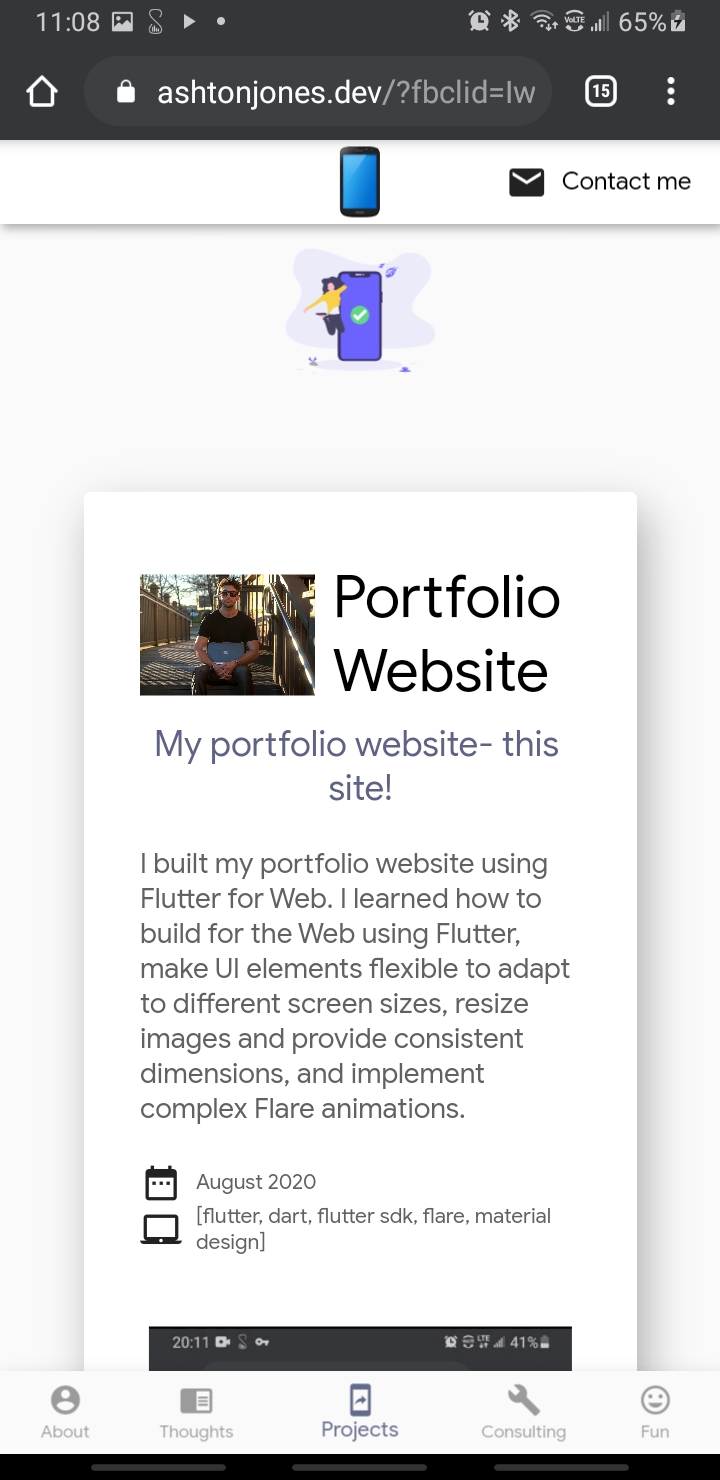 11:08 65%
ashtonjones.dev/?fbclid=Iw 15
Contact me
Portfolio
Website
My portfolio website- this
site!
I built my portfolio website using
Flutter for Web. I learned how to
build for the Web using Flutter,
make UI elements flexible to adapt
to different screen sizes, resize
images and provide consistent
dimensions, and implement
complex Flare animations.
August 2020
[flutter, dart, flutter sdk, flare, material
design]
20:11 LTE 41%
About Thoughts Projects Consulting Fun